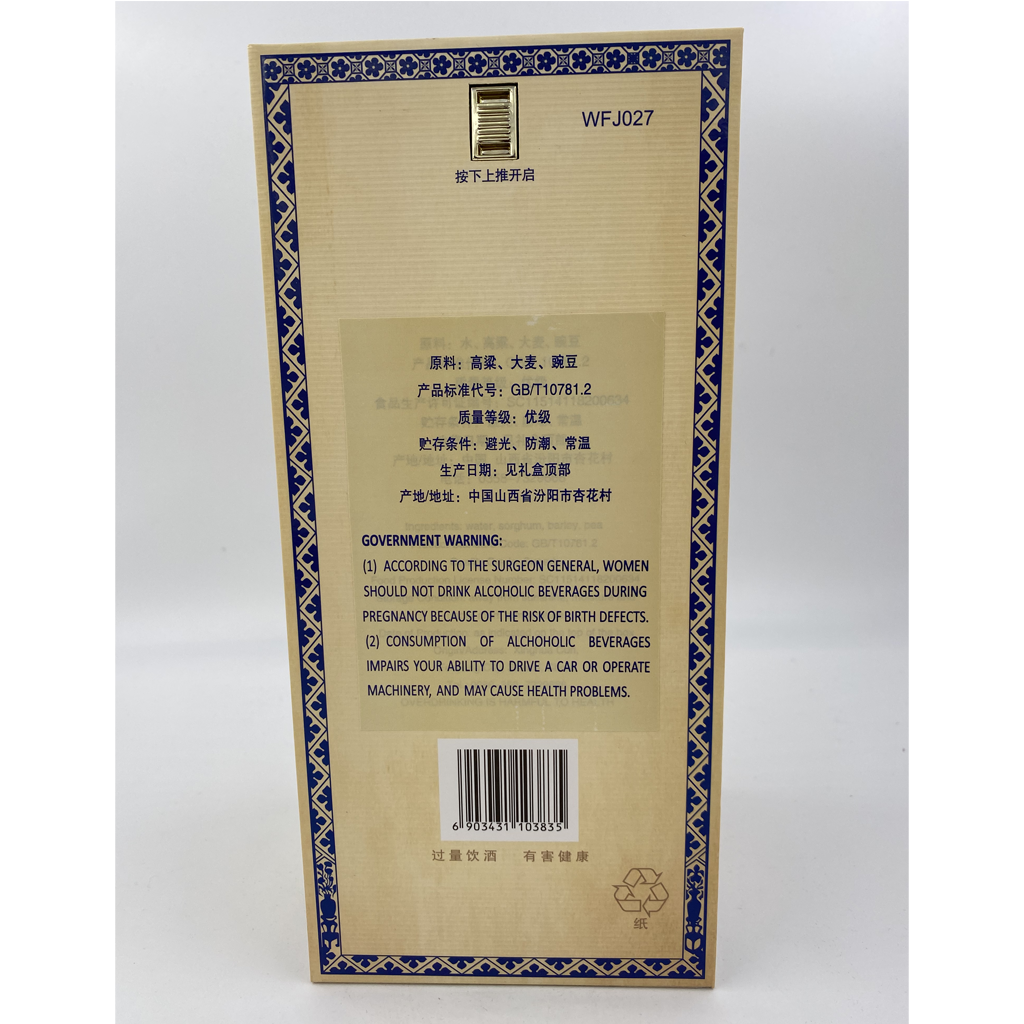 WFJ027
按下上推开启
原料：高粱、大麦、豌豆
产品标准代号：GB/T10781.2
质量等级：优级
贮存条件：避光、防潮、常温
生产日期：见礼盒顶部
产地/地址：中国山西省汾阳市杏花村
GOVERNMENT WARNING:
(1) ACCORDING TO THE SURGEON GENERAL, WOMEN
SHOULD NOT DRINK ALCOHOLIC BEVERAGES DURING
PREGNANCY BECAUSE OF THE RISK OF BIRTH DEFECTS.
(2) CONSUMPTION OF ALCHOHOLIC BEVERAGES
IMPAIRS YOUR ABILITY TO DRIVE A CAR OR OPERATE
MACHINERY, AND MAY CAUSE HEALTH PROBLEMS.
6 903431 103835
过量饮酒 有害健康
纸